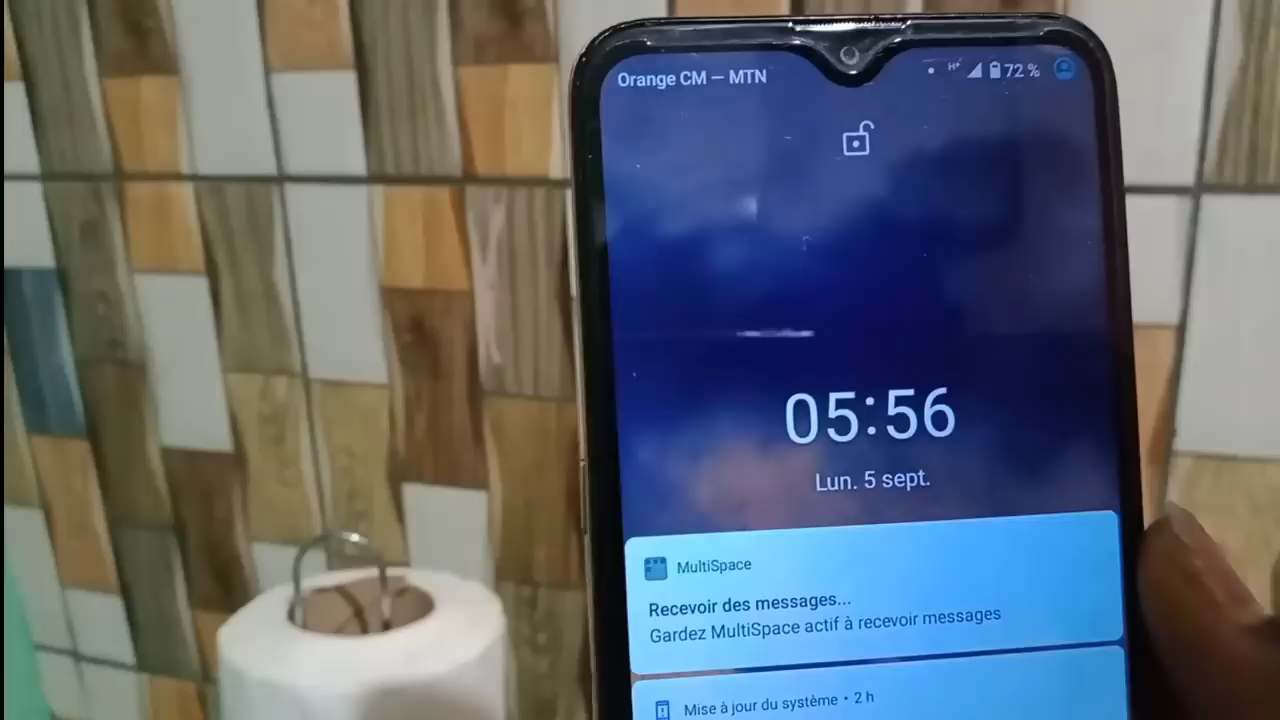 Orange CM — MTN
H+ 72 %
05:56
Lun. 5 sept.
MultiSpace
Recevoir des messages...
Gardez MultiSpace actif à recevoir messages
Mise à jour du système • 2 h